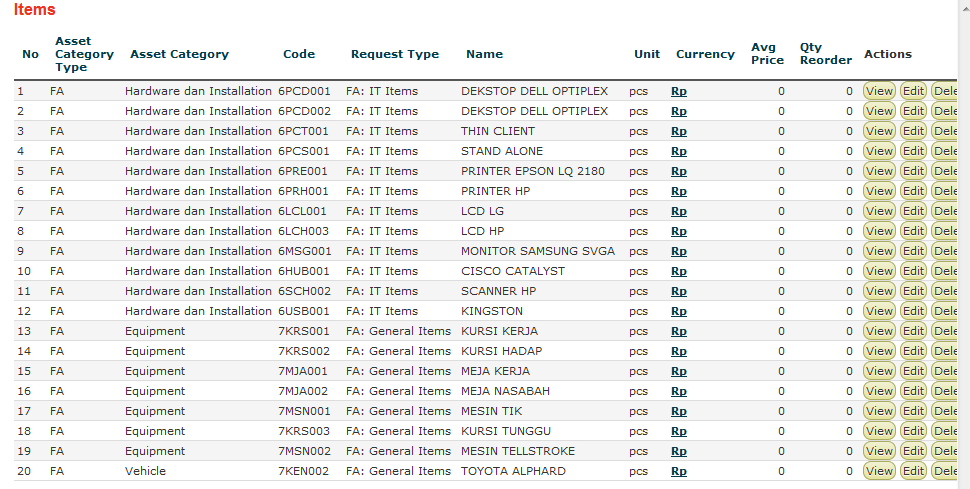 Items
No Asset Category Type Asset Category Code Request Type Name Unit Currency Avg Price Qty Reorder Actions
1 FA Hardware dan Installation 6PCD001 FA: IT Items DEKSTOP DELL OPTIPLEX pcs Rp 0 0 View Edit Dele
2 FA Hardware dan Installation 6PCD002 FA: IT Items DEKSTOP DELL OPTIPLEX pcs Rp 0 0 View Edit Dele
3 FA Hardware dan Installation 6PCT001 FA: IT Items THIN CLIENT pcs Rp 0 0 View Edit Dele
4 FA Hardware dan Installation 6PCS001 FA: IT Items STAND ALONE pcs Rp 0 0 View Edit Dele
5 FA Hardware dan Installation 6PRE001 FA: IT Items PRINTER EPSON LQ 2180 pcs Rp 0 0 View Edit Dele
6 FA Hardware dan Installation 6PRH001 FA: IT Items PRINTER HP pcs Rp 0 0 View Edit Dele
7 FA Hardware dan Installation 6LCL001 FA: IT Items LCD LG pcs Rp 0 0 View Edit Dele
8 FA Hardware dan Installation 6LCH003 FA: IT Items LCD HP pcs Rp 0 0 View Edit Dele
9 FA Hardware dan Installation 6MSG001 FA: IT Items MONITOR SAMSUNG SVGA pcs Rp 0 0 View Edit Dele
10 FA Hardware dan Installation 6HUB001 FA: IT Items CISCO CATALYST pcs Rp 0 0 View Edit Dele
11 FA Hardware dan Installation 6SCH002 FA: IT Items SCANNER HP pcs Rp 0 0 View Edit Dele
12 FA Hardware dan Installation 6USB001 FA: IT Items KINGSTON pcs Rp 0 0 View Edit Dele
13 FA Equipment 7KRS001 FA: General Items KURSI KERJA pcs Rp 0 0 View Edit Dele
14 FA Equipment 7KRS002 FA: General Items KURSI HADAP pcs Rp 0 0 View Edit Dele
15 FA Equipment 7MJA001 FA: General Items MEJA KERJA pcs Rp 0 0 View Edit Dele
16 FA Equipment 7MJA002 FA: General Items MEJA NASABAH pcs Rp 0 0 View Edit Dele
17 FA Equipment 7MSN001 FA: General Items MESIN TIK pcs Rp 0 0 View Edit Dele
18 FA Equipment 7KRS003 FA: General Items KURSI TUNGGU pcs Rp 0 0 View Edit Dele
19 FA Equipment 7MSN002 FA: General Items MESIN TELLSTROKE pcs Rp 0 0 View Edit Dele
20 FA Vehicle 7KEN002 FA: General Items TOYOTA ALPHARD pcs Rp 0 0 View Edit Dele